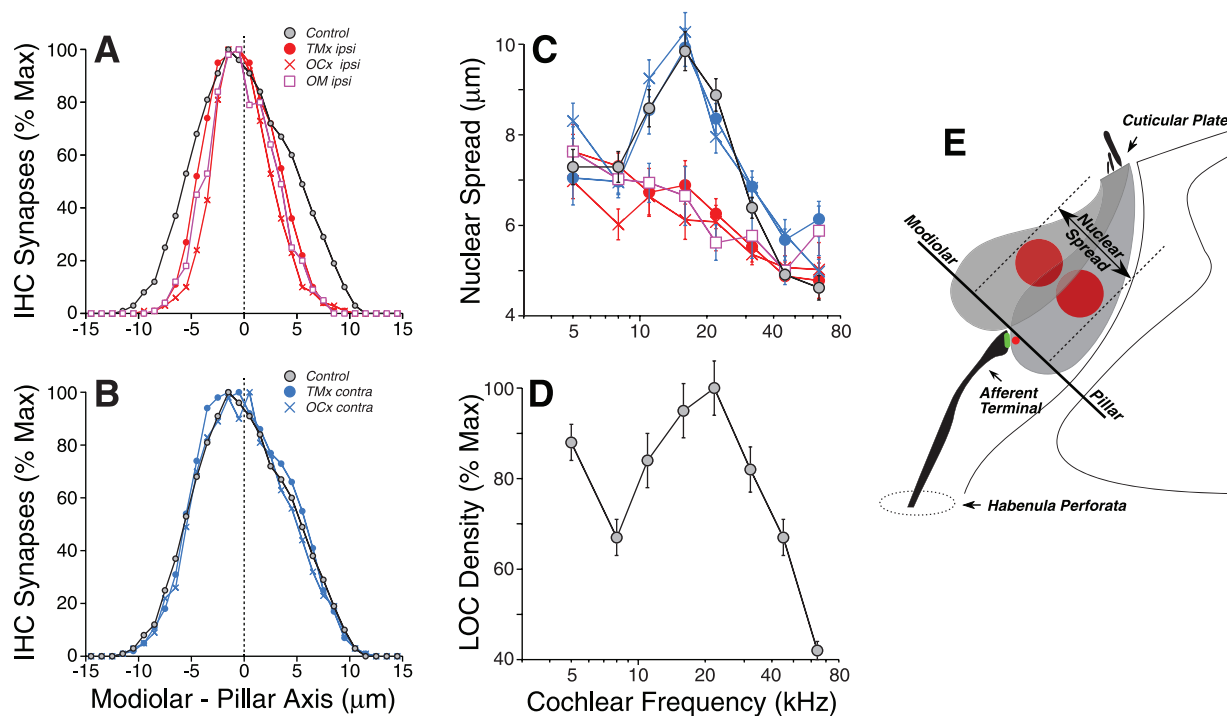 A
Control
TMx ipsi
OCx ipsi
OM ipsi
IHC Synapses (% Max)
100
80
60
40
20
0
-15
-10
-5
0
5
10
15
B
Control
TMx contra
OCx contra
IHC Synapses (% Max)
100
80
60
40
20
0
-15
-10
-5
0
5
10
15
Modiolar - Pillar Axis (μm)
C
Nuclear Spread (μm)
10
8
6
4
5
10
20
40
80
D
LOC Density (% Max)
100
80
60
40
5
10
20
40
80
Cochlear Frequency (kHz)
E
Cuticular Plate
Nuclear
Spread
Modiolar
Pillar
Afferent
Terminal
Habenula Perforata